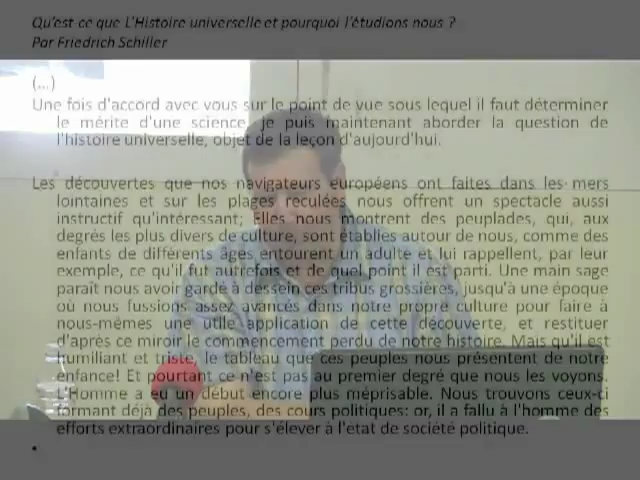 Qu'est-ce que L'Histoire universelle et pourquoi l'étudions nous ?
Par Friedrich Schiller
(...)
Une fois d'accord avec vous sur le point de vue sous lequel il faut déterminer
le mérite d'une science, je puis maintenant aborder la question de
l'histoire universelle, objet de la leçon d'aujourd'hui.
Les découvertes que nos navigateurs européens ont faites dans les mers
lointaines et sur les plages reculées nous offrent un spectacle aussi
instructif qu'intéressant; Elles nous montrent des peuplades, qui, aux
degrés les plus divers de culture, sont établies autour de nous, comme des
enfants de différents âges entourent un adulte et lui rappellent, par leur
exemple, ce qu'il fut autrefois et de quel point il est parti. Une main sage
paraît nous avoir gardé à dessein ces tribus grossières, jusqu'à une époque
où nous fussions assez avancés dans notre propre culture pour faire à
nous-mêmes une utile application de cette découverte, et restituer
d'après ce miroir le commencement perdu de notre histoire. Mais qu'il est
humiliant et triste, le tableau que ces peuples nous présentent de notre
enfance! Et pourtant ce n'est pas au premier degré que nous les voyons.
L'Homme a eu un début encore plus méprisable. Nous trouvons ceux-ci
formant déjà des peuples, des cours politiques: or, il a fallu à l'homme des
efforts extraordinaires pour s'élever à l'etat de société politique.
•